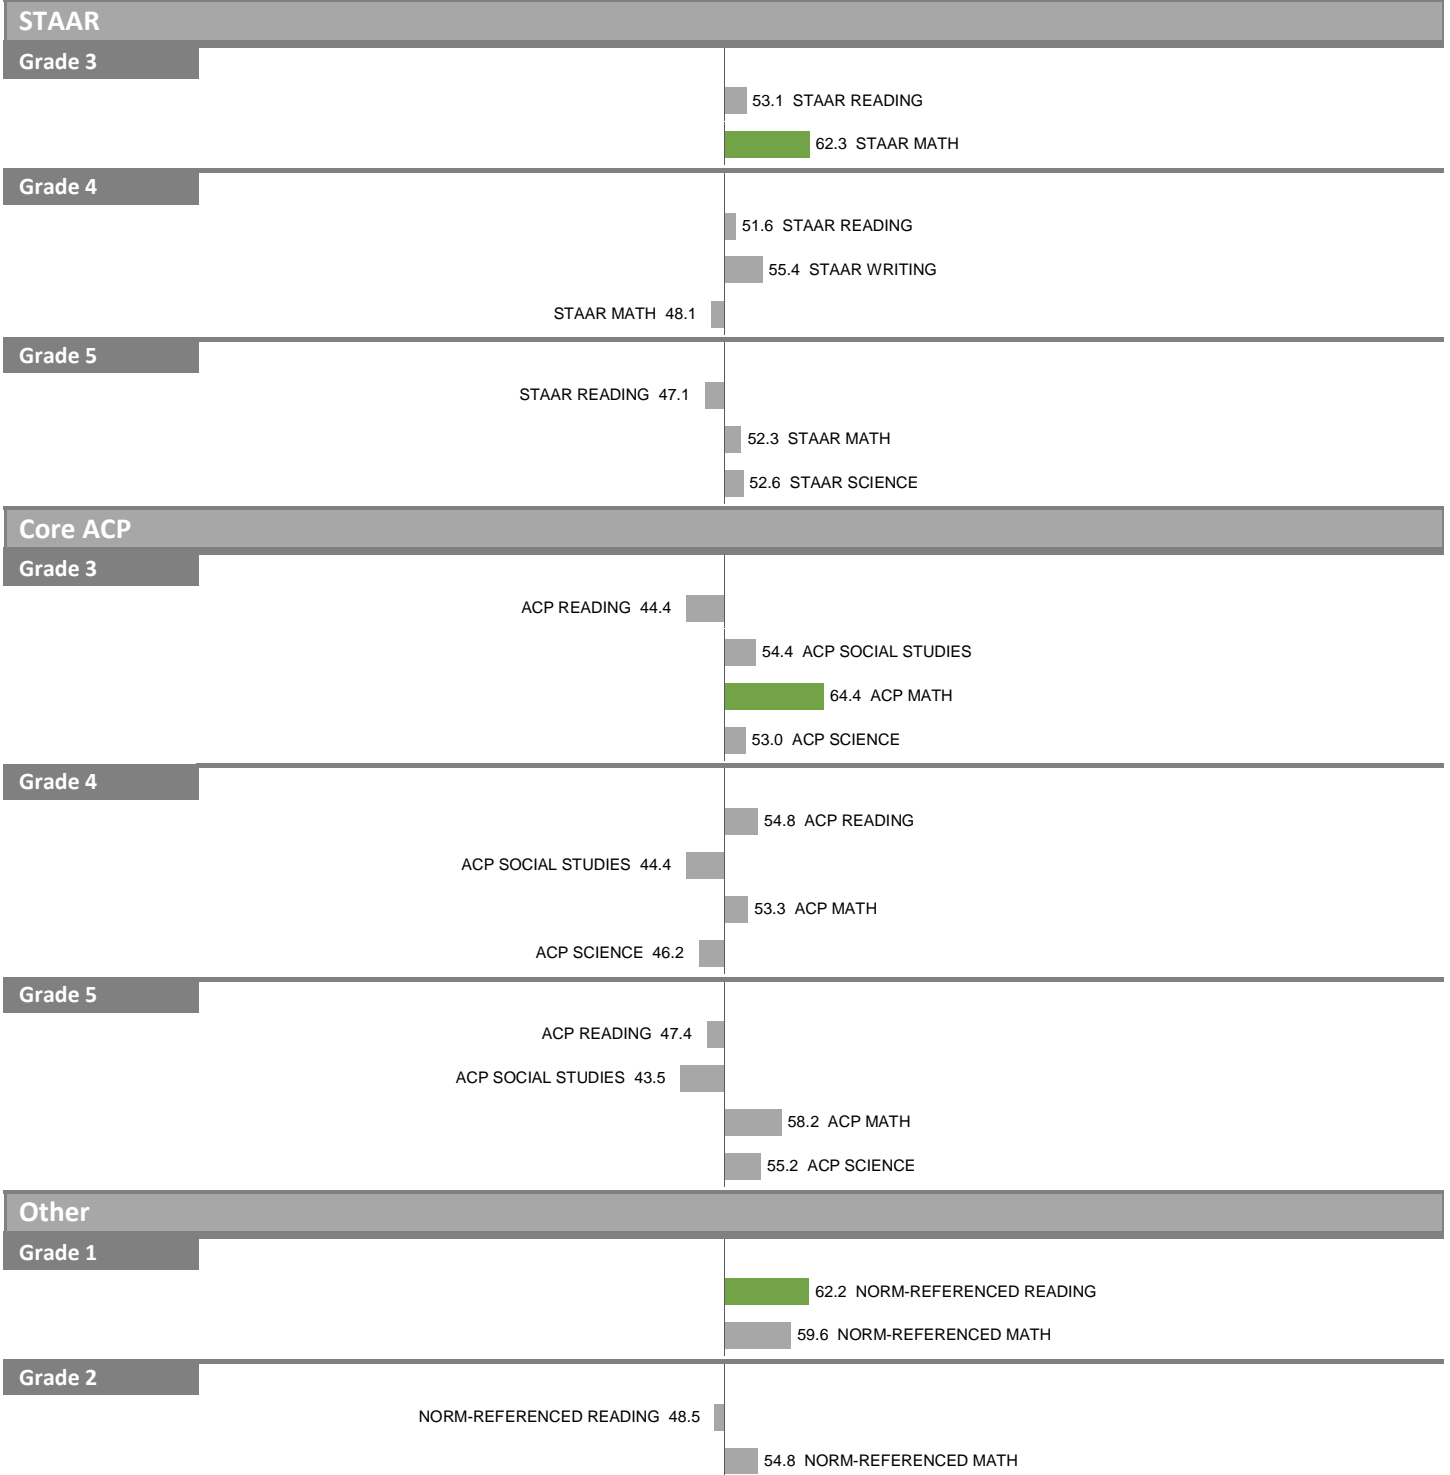 STAAR
Grade 3
53.1 STAAR READING
62.3 STAAR MATH
Grade 4
51.6 STAAR READING
55.4 STAAR WRITING
STAAR MATH 48.1
Grade 5
STAAR READING 47.1
52.3 STAAR MATH
52.6 STAAR SCIENCE
Core ACP
Grade 3
ACP READING 44.4
54.4 ACP SOCIAL STUDIES
64.4 ACP MATH
53.0 ACP SCIENCE
Grade 4
54.8 ACP READING
ACP SOCIAL STUDIES 44.4
53.3 ACP MATH
ACP SCIENCE 46.2
Grade 5
ACP READING 47.4
ACP SOCIAL STUDIES 43.5
58.2 ACP MATH
55.2 ACP SCIENCE
Other
Grade 1
62.2 NORM-REFERENCED READING
59.6 NORM-REFERENCED MATH
Grade 2
NORM-REFERENCED READING 48.5
54.8 NORM-REFERENCED MATH